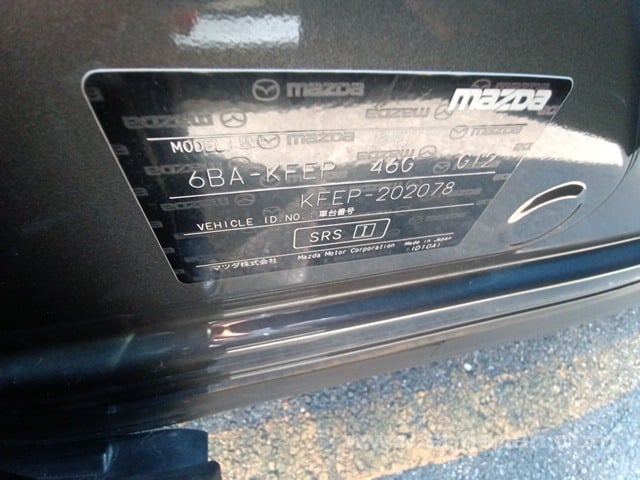 mazda
MODEL
6BA-KFEP 46G GT2
KFEP-202078
VEHICLE ID.NO.:車台番号
SRS
マツダ株式会社 Mazda Motor Corporation Made in Japan